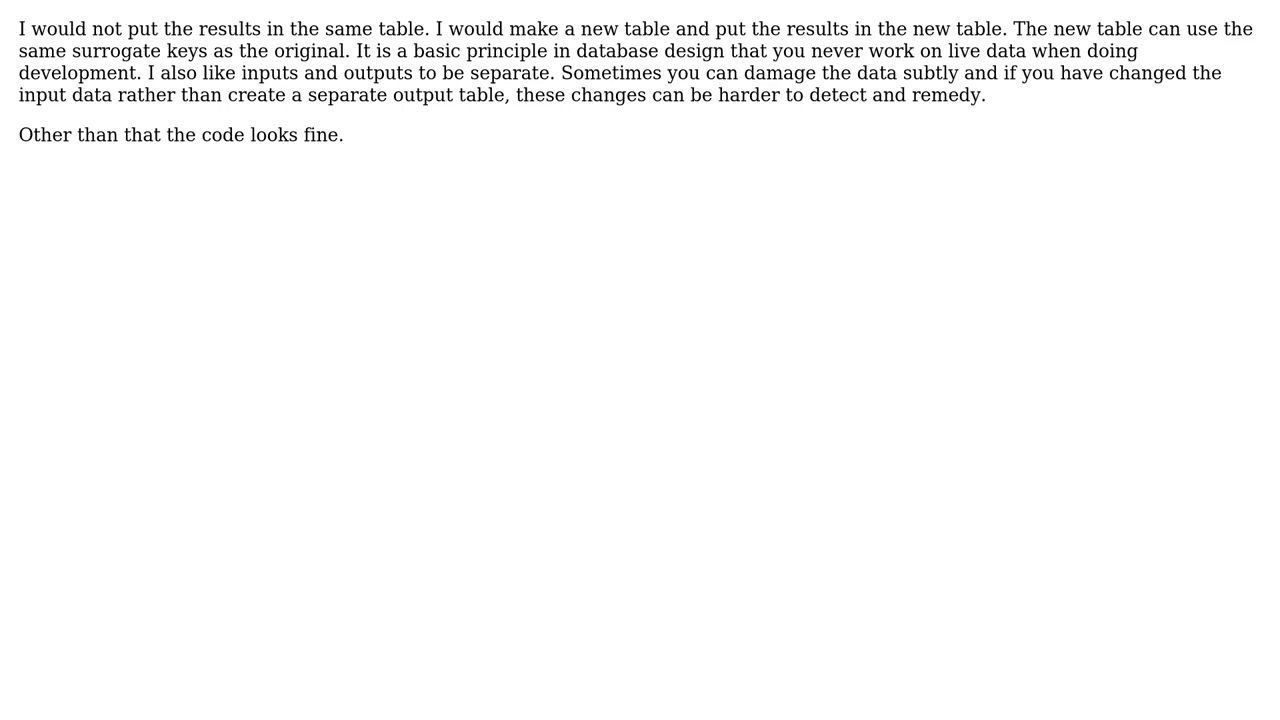 I would not put the results in the same table. I would make a new table and put the results in the new table. The new table can use the
same surrogate keys as the original. It is a basic principle in database design that you never work on live data when doing
development. I also like inputs and outputs to be separate. Sometimes you can damage the data subtly and if you have changed the
input data rather than create a separate output table, these changes can be harder to detect and remedy.
Other than that the code looks fine.